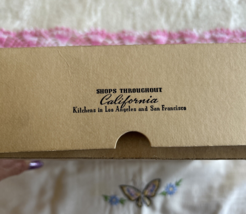 SHOPS THROUGHOUT
California
Kitchens in Los Angeles and San Francisco